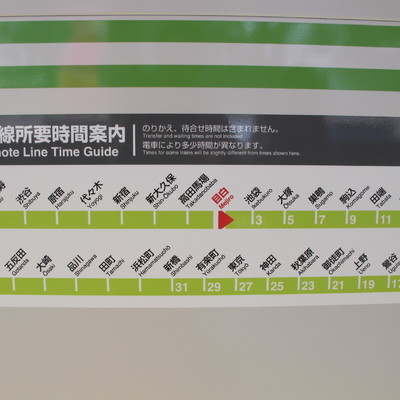 線所要時間案内
note Line Time Guide
のりかえ、待合せ時間は含まれません。
Transfer and waiting times are not included
電車により多少時間が異なります。
Times for some trains will be slightly different from times shown here.
渋谷 原宿 代々木 新宿 新大久保 高田馬場 目白 池袋 大塚 巣鴨 駒込 田端
Shibuya Harajuku Yoyogi Shinjuku Shin-Okubo Takadanobaba Mejiro Ikebukuro Otsuka Sugamo Komagome Tabata
3 5 7 9 11
五反田 大崎 品川 田町 浜松町 新橋 有楽町 東京 神田 秋葉原 御徒町 上野 鶯谷
Gotanda Osaki Shinagawa Tamachi Hamamatsuchō Shimbashi Yūrakuchō Tokyo Kanda Akihabara Okachimachi Ueno
31 29 27 25 23 21 19 17